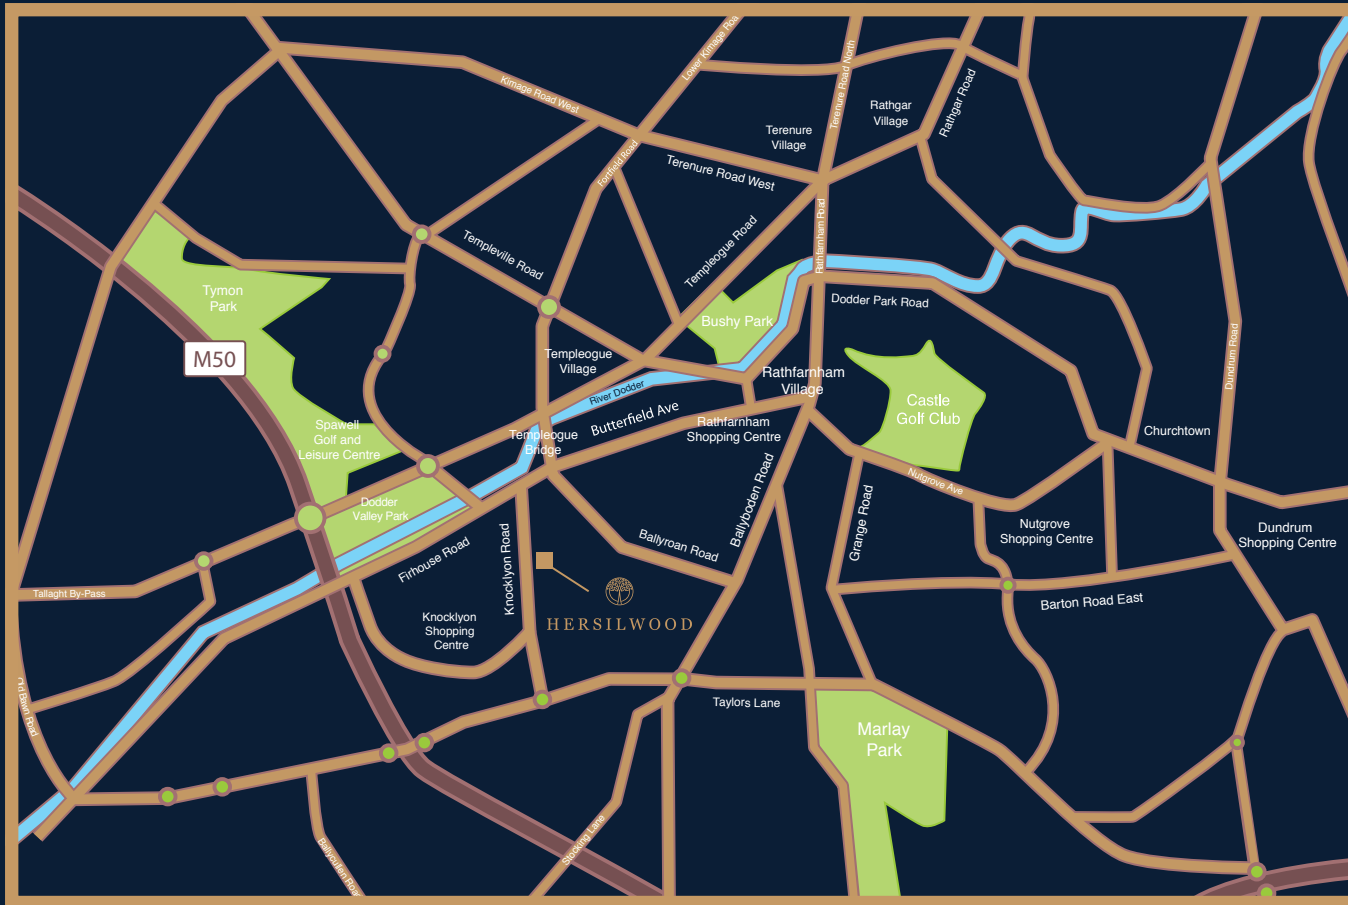 Lower Kimage Roa
Terenure Road North
Kimage Road West
Rathgar Road
Rathgar
Village
Terenure
Village
Fortfield Road
Terenure Road West
Rathfarnham Road
Templeville Road
Templeogue Road
Tymon
Park
Dodder Park Road
Bushy Park
M50
Dundrum Road
Templeogue
Village
Rathfarnham
Village
River Dodder
Castle
Golf Club
Butterfield Ave
Spawell
Golf and
Leisure Centre
Templeogue
Bridge
Rathfarnham
Shopping Centre
Churchtown
Nutgrove Ave
Dodder
Valley Park
Ballyboden Road
Grange Road
Nutgrove
Shopping Centre
Dundrum
Shopping Centre
Firhouse Road
Knocklyon Road
Ballyroan Road
Tallaght By-Pass
Barton Road East
HERSILWOOD
Knocklyon
Shopping
Centre
Old Bawn Road
Taylors Lane
Marlay
Park
Stocking Lane
Ballycullen Road